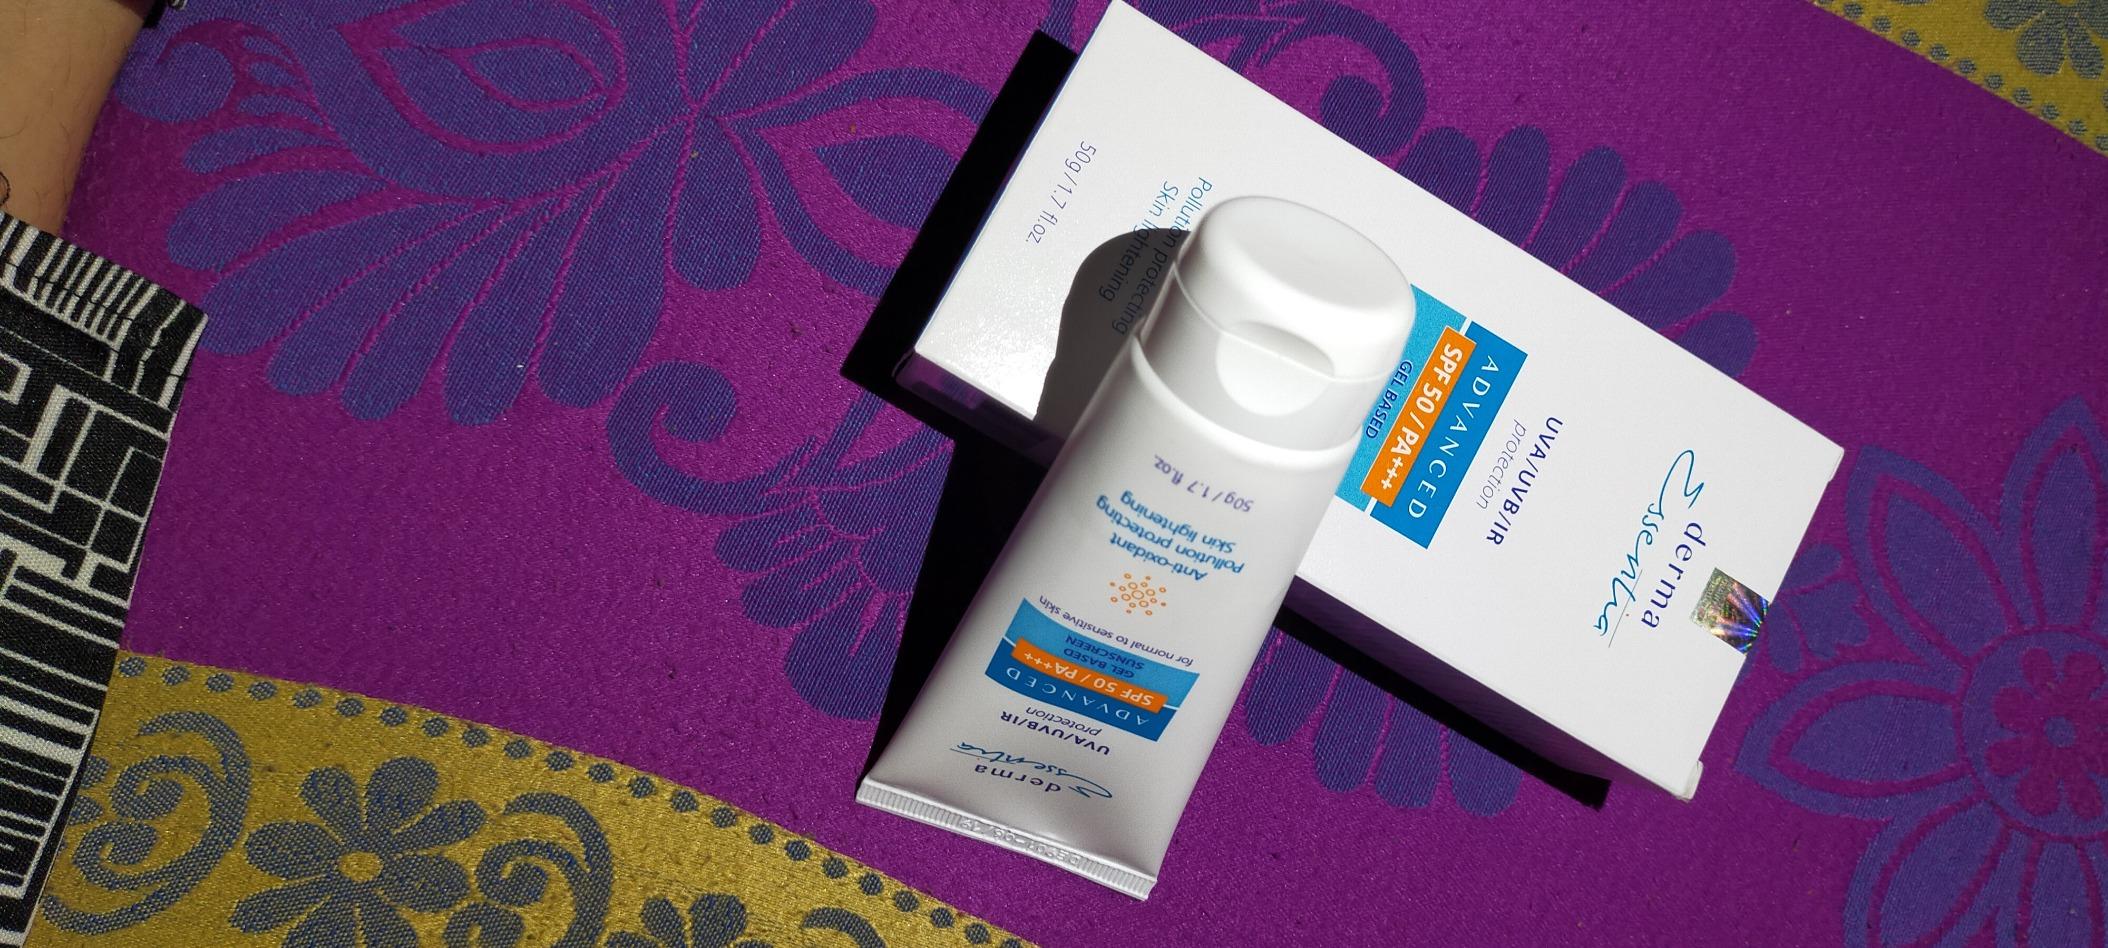 derma
Essentia
UVA/UVB/IR
protection
ADVANCED
SPF 50 / PA+++
GEL BASED
Pollution protecting
Skin lightening
50g / 1.7 fl.oz.
derma
Essentia
UVA/UVB/IR
protection
ADVANCED
SPF 50 / PA+++
GEL BASED
SUNSCREEN
for normal to sensitive skin
Anti-oxidant
Pollution protecting
Skin lightening
50g / 1.7 fl.oz.